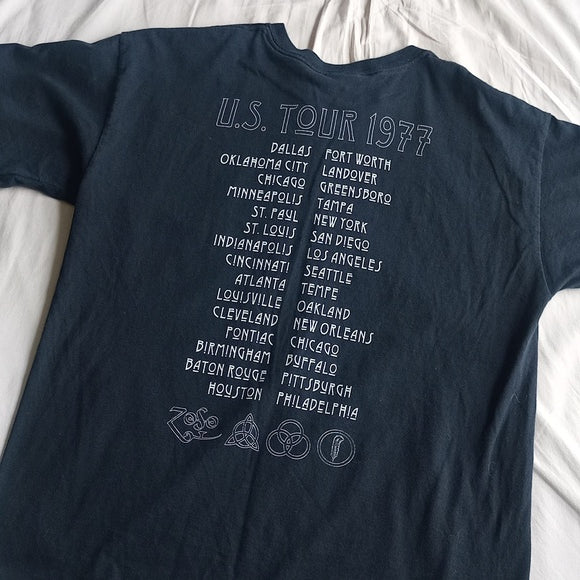 U.S. TOUR 1977
DALLAS FORT WORTH
OKLAHOMA CITY LANDOVER
CHICAGO GREENSBORO
MINNEAPOLIS TAMPA
ST. PAUL NEW YORK
ST. LOUIS SAN DIEGO
INDIANAPOLIS LOS ANGELES
CINCINNATI SEATTLE
ATLANTA TEMPE
LOUISVILLE OAKLAND
CLEVELAND NEW ORLEANS
PONTIAC CHICAGO
BIRMINGHAM BUFFALO
BATON ROUGE PITTSBURGH
HOUSTON PHILADELPHIA
ZOSO